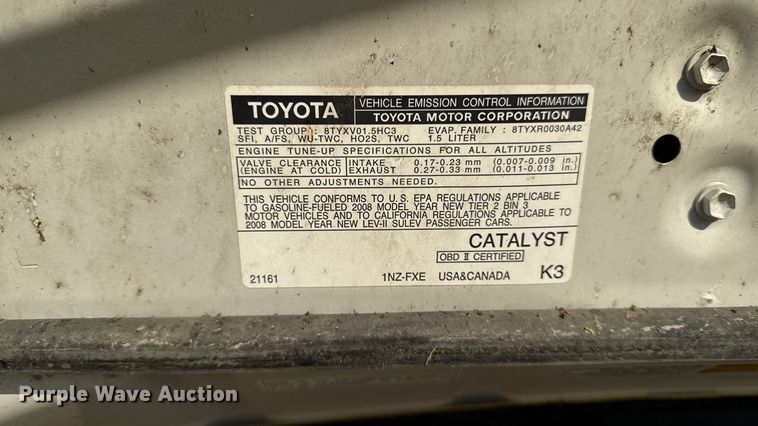 TOYOTA
VEHICLE EMISSION CONTROL INFORMATION
TOYOTA MOTOR CORPORATION
TEST GROUP : 8TYXV01.5HC3 EVAP. FAMILY : 8TYXR0030A42
SFI, A/FS, WU-TWC, HO2S, TWC 1.5 LITER
ENGINE TUNE-UP SPECIFICATIONS FOR ALL ALTITUDES
VALVE CLEARANCE INTAKE 0.17-0.23 mm (0.007-0.009 in.)
(ENGINE AT COLD) EXHAUST 0.27-0.33 mm (0.011-0.013 in.)
NO OTHER ADJUSTMENTS NEEDED.
THIS VEHICLE CONFORMS TO U.S. EPA REGULATIONS APPLICABLE
TO GASOLINE-FUELED 2008 MODEL YEAR NEW TIER 2 BIN 3
MOTOR VEHICLES AND TO CALIFORNIA REGULATIONS APPLICABLE TO
2008 MODEL YEAR NEW LEV-II SULEV PASSENGER CARS.
CATALYST
OBD II CERTIFIED
21161 1NZ-FXE USA&CANADA K3
Purple Wave Auction